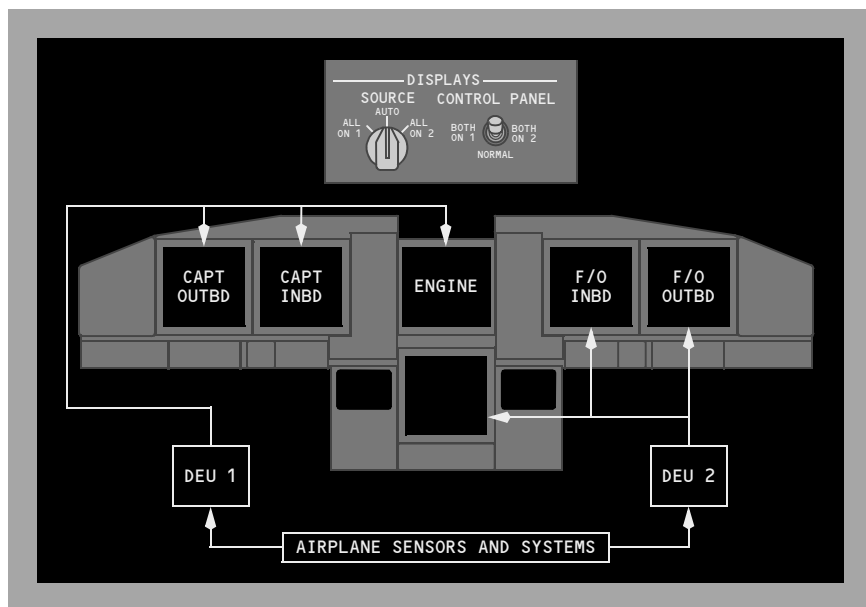 DISPLAYS
SOURCE CONTROL PANEL
AUTO
ALL ON 1
ALL ON 2
BOTH ON 1
BOTH ON 2
NORMAL
CAPT
OUTBD
CAPT
INBD
ENGINE
F/O
INBD
F/O
OUTBD
DEU 1
DEU 2
AIRPLANE SENSORS AND SYSTEMS